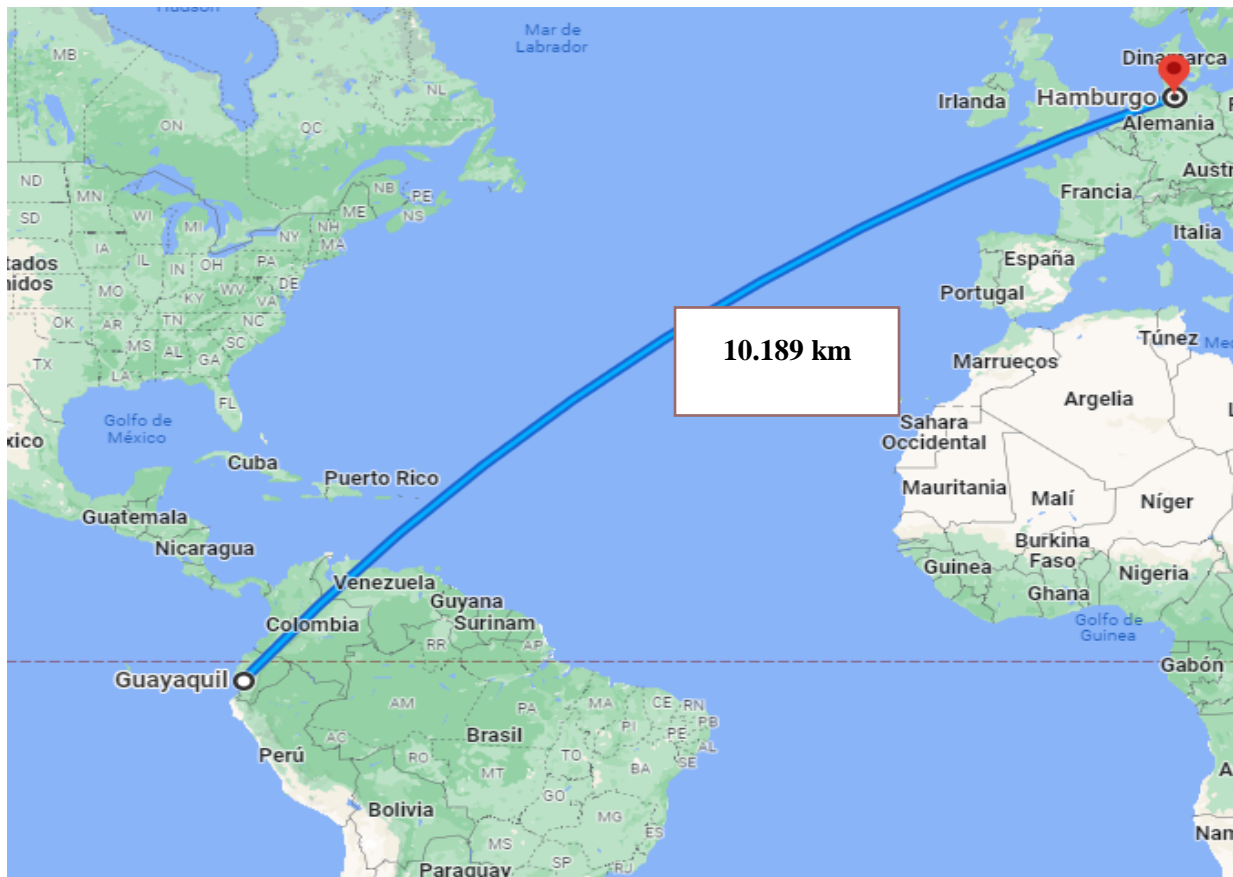 Hudson
Mar de
Labrador
MB
ON
QC
NL
Dinamarca
Irlanda
Hamburgo
Alemania
ND
MN
SD
WI
MI
NB
PE
NS
ME
NH
MA
NY
IA
IL
IN
OH
PA
DE
MO
KY
WV
VA
OK
AR
TN
NC
SC
MS
AL
GA
TX
LA
FL
tados
nidos
Francia
Austr
Italia
España
Portugal
Túnez
Marruecos
10.189 km
Argelia
Golfo de
México
xico
Cuba
Puerto Rico
Sahara
Occidental
Mauritania
Malí
Níger
Guatemala
Nicaragua
Burkina
Faso
Guinea
Nigeria
Ghana
Venezuela
Guyana
Surinam
Colombia
RR
AP
Golfo de
Guinea
Gabón
Guayaquil
AM
PA
MA
CE
RN
PB
PE
AL
SE
PI
TO
BA
Brasil
Perú
AC
RO
MT
GO
Bolivia
MG
ES
MS
SP
RJ
Paraguay
Nam